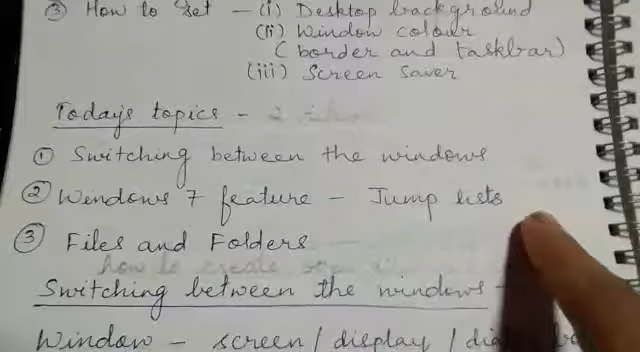 ③ How to set - (i) Desktop background
(ii) Window colour
(border and taskbar)
(iii) Screen saver
Todays topics -
① Switching between the windows
② Windows 7 feature - Jump lists
③ Files and Folders
how to create
Switching between the windows -
Window - screen / display /